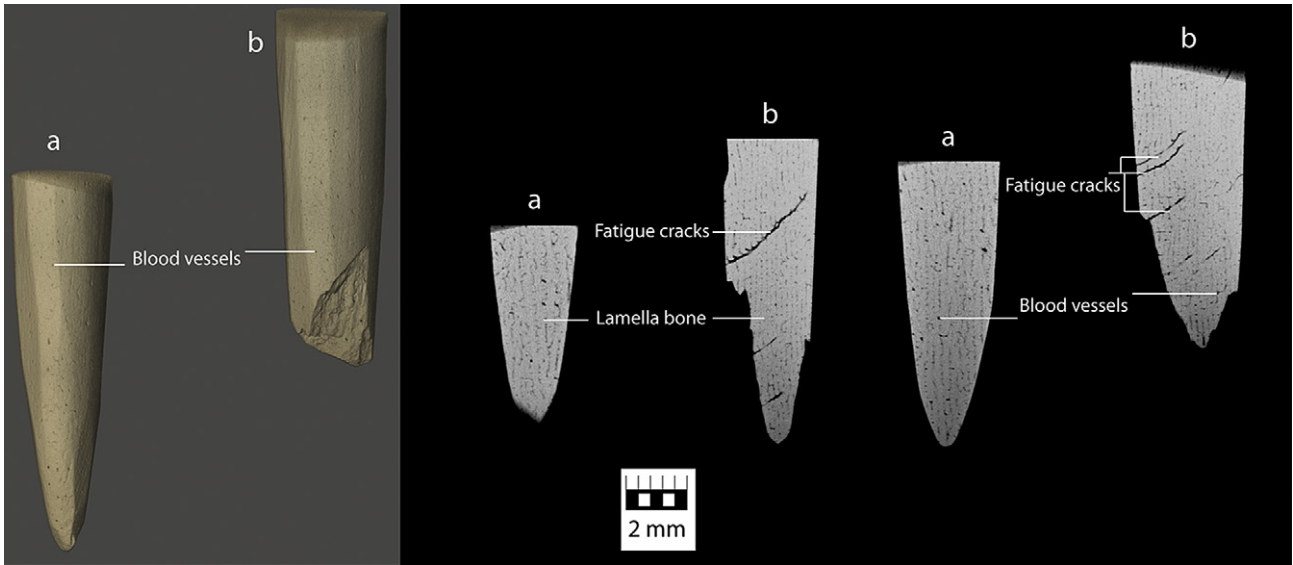 b
a
Blood vessels
b
b
a
a
Fatigue cracks
Fatigue cracks
Lamella bone
Blood vessels
2 mm